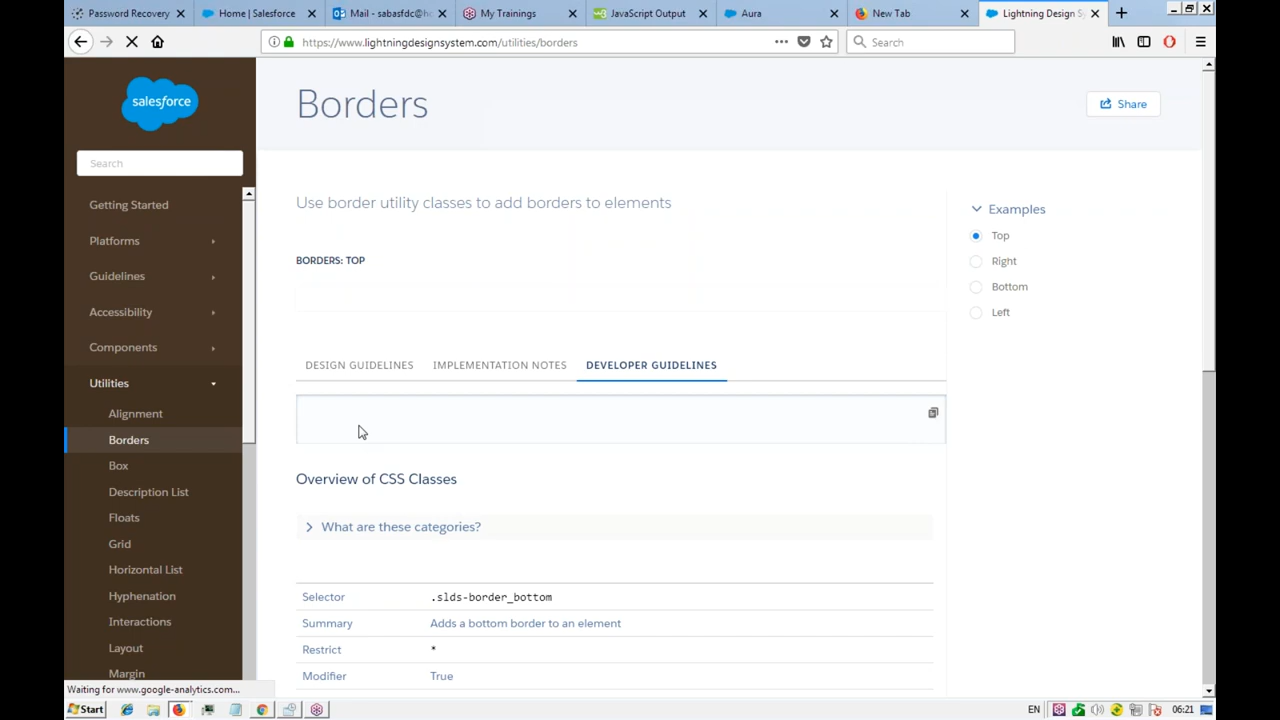 Password Recovery
Home | Salesforce
Mail - sabasfdc@h
My Trainings
JavaScript Output
Aura
New Tab
Lightning Design Sy
https://www.lightningdesignsystem.com/utilities/borders
Search
salesforce
Search
Getting Started
Platforms
Guidelines
Accessibility
Components
Utilities
Alignment
Borders
Box
Description List
Floats
Grid
Horizontal List
Hyphenation
Interactions
Layout
Margin
Borders
Share
Use border utility classes to add borders to elements
BORDERS: TOP
Examples
Top
Right
Bottom
Left
DESIGN GUIDELINES IMPLEMENTATION NOTES DEVELOPER GUIDELINES
Overview of CSS Classes
What are these categories?
Selector .slds-border_bottom
Summary Adds a bottom border to an element
Restrict *
Modifier True
Waiting for www.google-analytics.com...
Start
EN
06:21